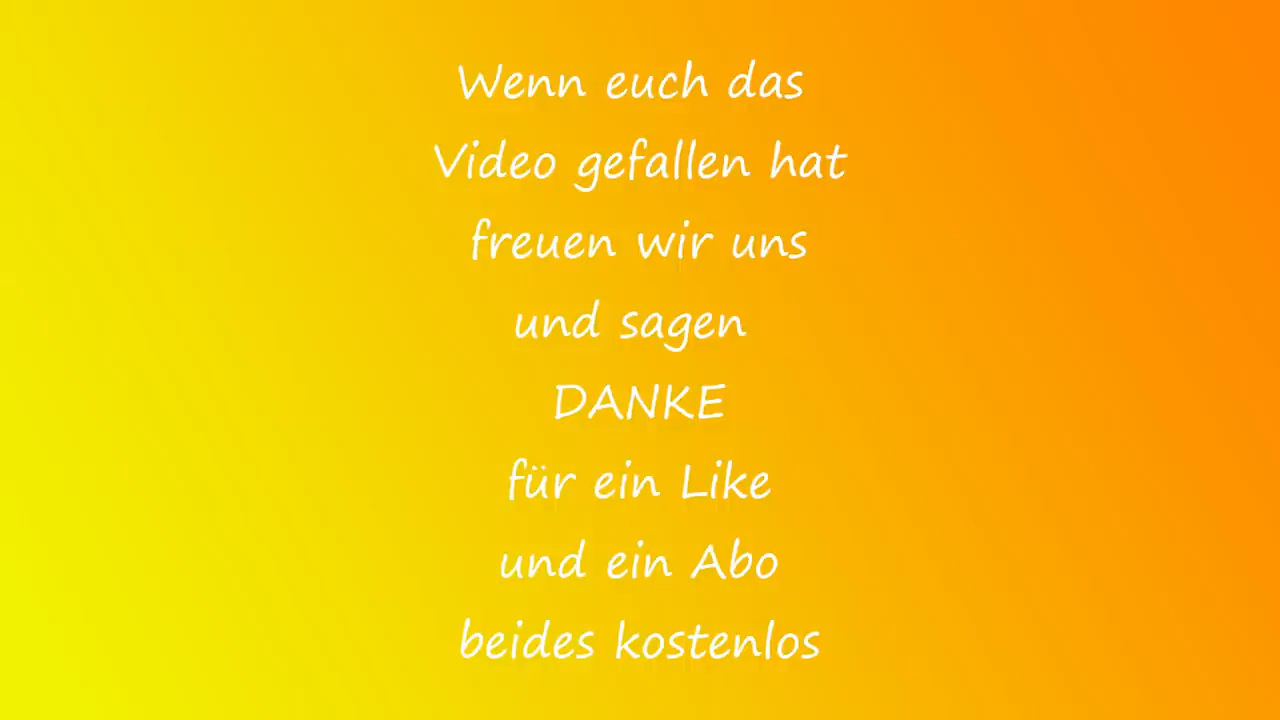 Wenn euch das
Video gefallen hat
freuen wir uns
und sagen
DANKE
für ein Like
und ein Abo
beides kostenlos